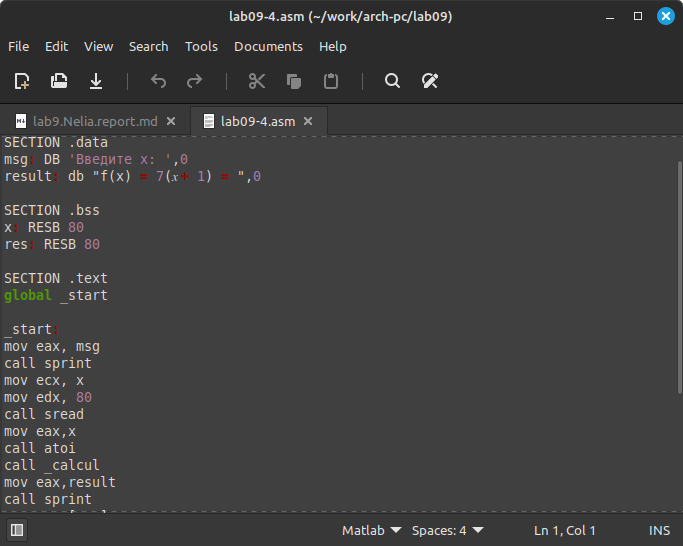 lab09-4.asm (~/work/arch-pc/lab09)
File Edit View Search Tools Documents Help
lab9.Nelia.report.md lab09-4.asm
SECTION .data
msg: DB 'Введите x: ',0
result: db "f(x) = 7(𝑥+ 1) = ",0
SECTION .bss
x: RESB 80
res: RESB 80
SECTION .text
global _start
_start:
mov eax, msg
call sprint
mov ecx, x
mov edx, 80
call sread
mov eax,x
call atoi
call _calcul
mov eax,result
call sprint
Matlab Spaces: 4 Ln 1, Col 1 INS